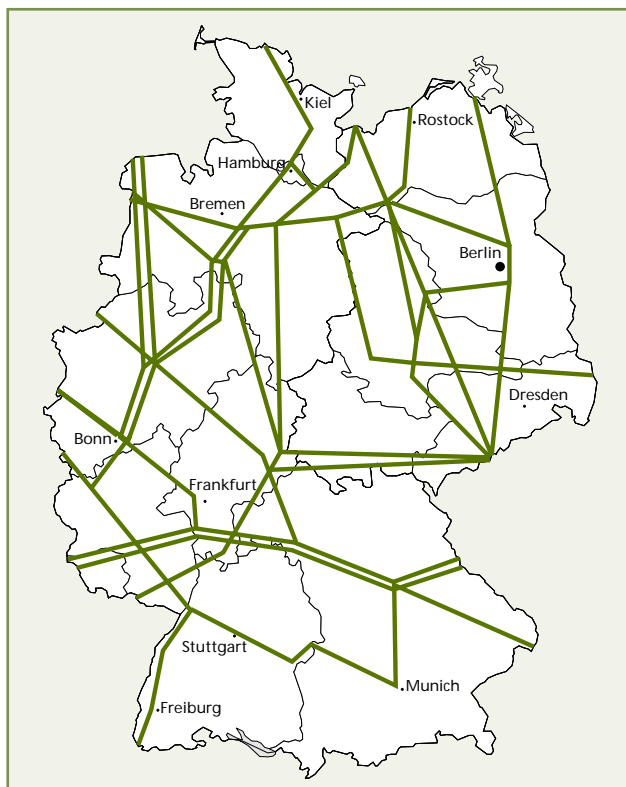 Kiel
Rostock
Hamburg
Bremen
Berlin
Dresden
Bonn
Frankfurt
Stuttgart
Munich
Freiburg